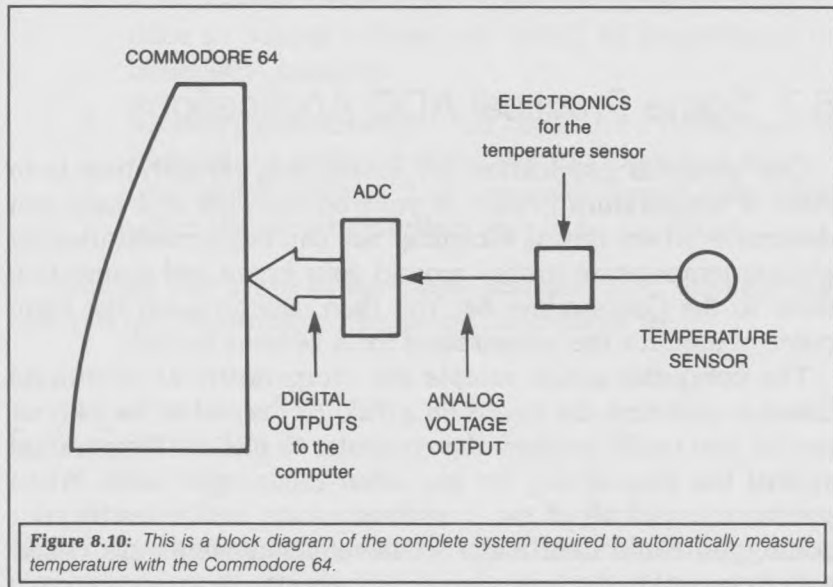 COMMODORE 64
ELECTRONICS
for the
temperature sensor
ADC
TEMPERATURE
SENSOR
DIGITAL
OUTPUTS
to the
computer
ANALOG
VOLTAGE
OUTPUT
Figure 8.10: This is a block diagram of the complete system required to automatically measure
temperature with the Commodore 64.